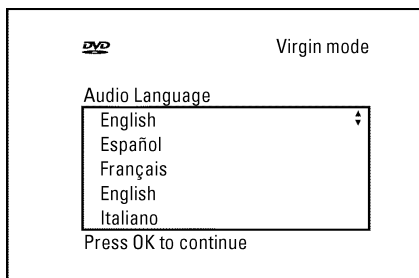 DVD Virgin mode
Audio Language
English
Español
Français
English
Italiano
Press OK to continue